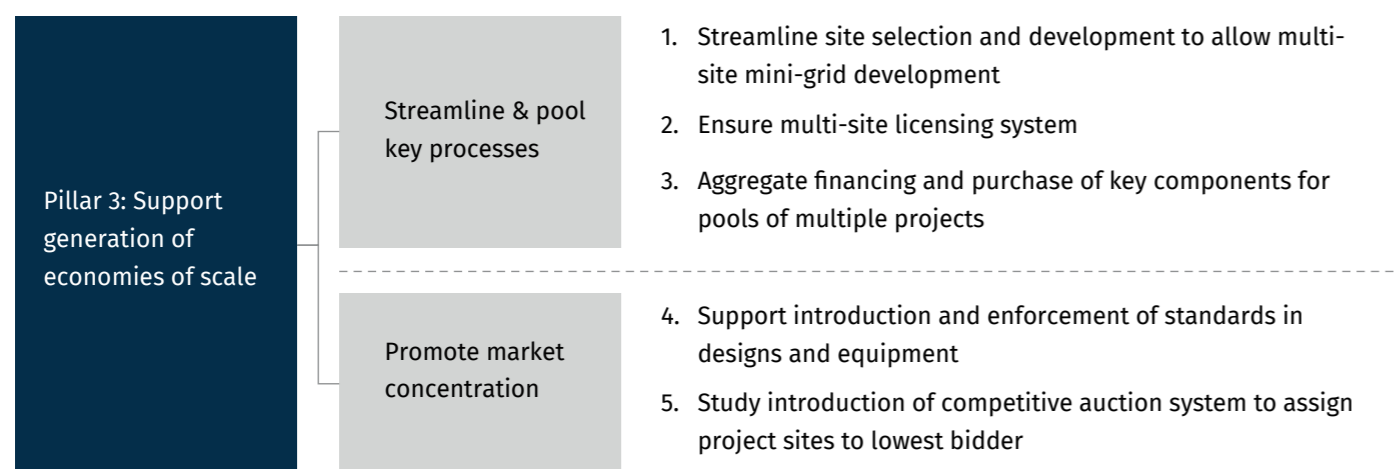 Pillar 3: Support
generation of
economies of scale
Streamline & pool
key processes
1. Streamline site selection and development to allow multi-
site mini-grid development
2. Ensure multi-site licensing system
3. Aggregate financing and purchase of key components for
pools of multiple projects
Promote market
concentration
4. Support introduction and enforcement of standards in
designs and equipment
5. Study introduction of competitive auction system to assign
project sites to lowest bidder